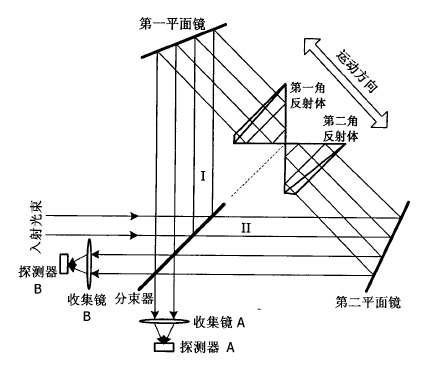 第一平面镜
运动方向
第一角
反射体
第二角
反射体
I
II
入射光束
探测器
B
收集镜
B
分束器
第二平面镜
收集镜 A
探测器 A